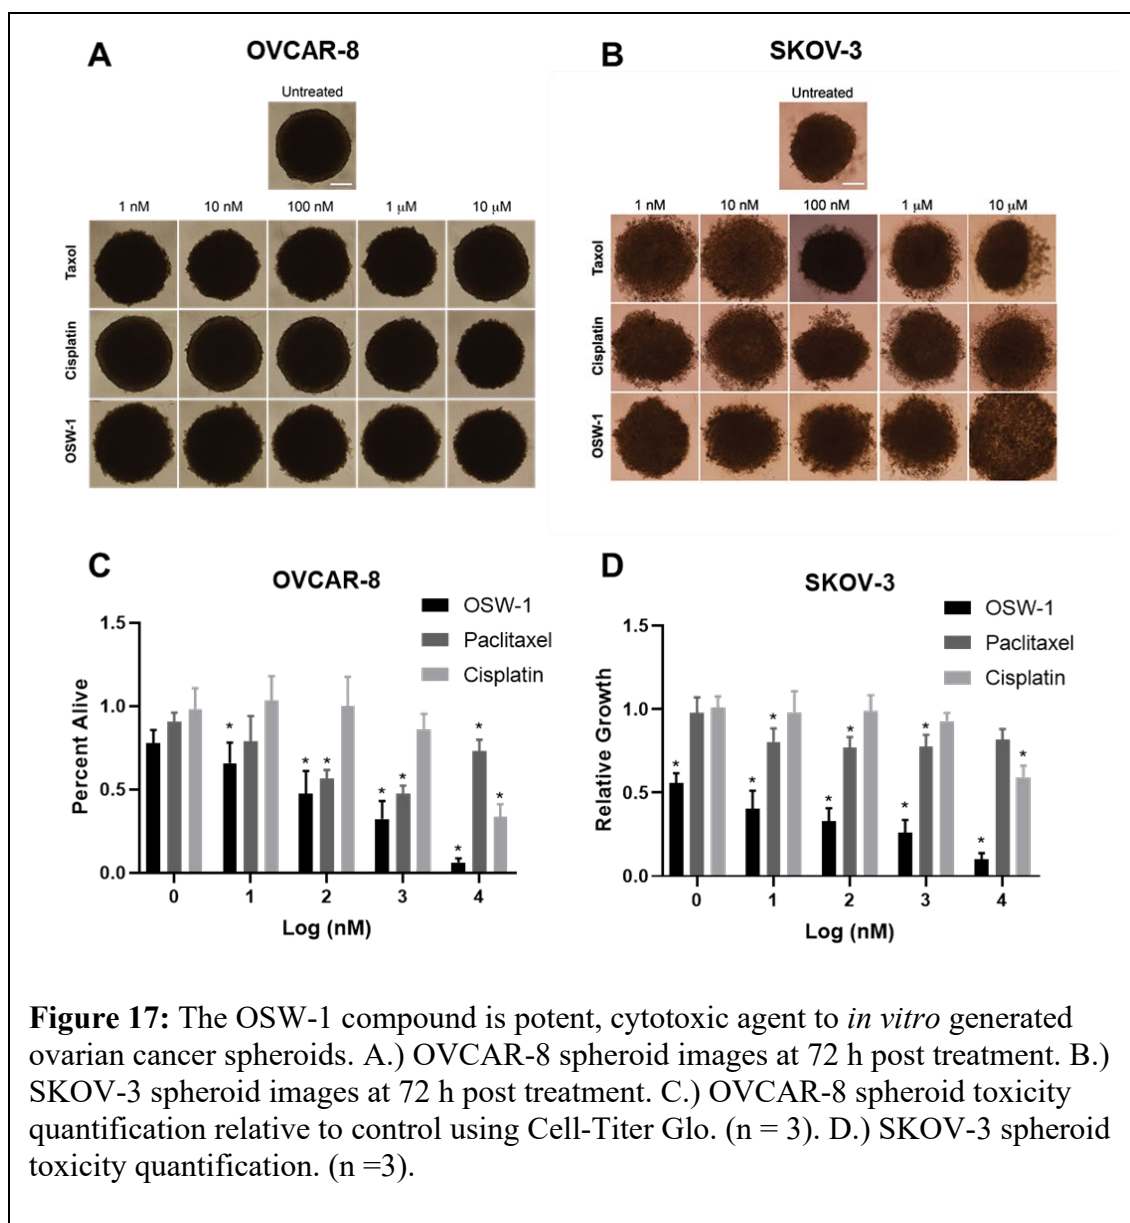 A
OVCAR-8
Untreated
1 nM
10 nM
100 nM
1 μM
10 μM
Taxol
Cisplatin
OSW-1
B
SKOV-3
Untreated
1 nM
10 nM
100 nM
1 μM
10 μM
Taxol
Cisplatin
OSW-1
C
OVCAR-8
OSW-1
Paclitaxel
Cisplatin
Percent Alive
1.5
1.0
0.5
0.0
* * * * * * * *
0 1 2 3 4
Log (nM)
D
SKOV-3
OSW-1
Paclitaxel
Cisplatin
Relative Growth
1.5
1.0
0.5
0.0
* * * * * * * * *
0 1 2 3 4
Log (nM)
Figure 17: The OSW-1 compound is potent, cytotoxic agent to in vitro generated
ovarian cancer spheroids. A.) OVCAR-8 spheroid images at 72 h post treatment. B.)
SKOV-3 spheroid images at 72 h post treatment. C.) OVCAR-8 spheroid toxicity
quantification relative to control using Cell-Titer Glo. (n = 3). D.) SKOV-3 spheroid
toxicity quantification. (n =3).